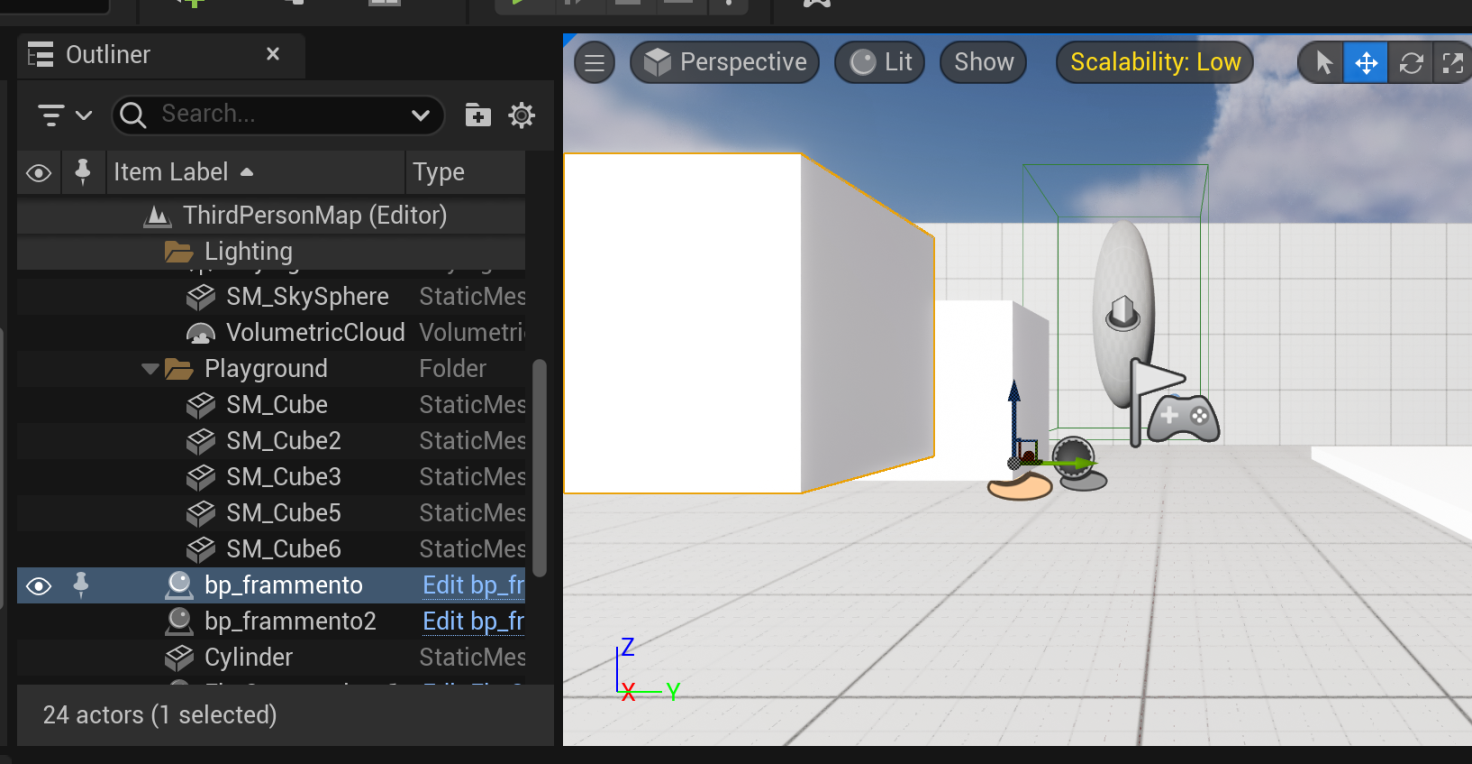 Outliner
Perspective
Lit
Show
Scalability: Low
Search...
Item Label
Type
ThirdPersonMap (Editor)
Lighting
SM_SkySphere StaticMes
VolumetricCloud Volumetri
Playground Folder
SM_Cube StaticMes
SM_Cube2 StaticMes
SM_Cube3 StaticMes
SM_Cube5 StaticMes
SM_Cube6 StaticMes
bp_frammento Edit bp_fr
bp_frammento2 Edit bp_fr
Cylinder StaticMes
24 actors (1 selected)
Z
X
Y